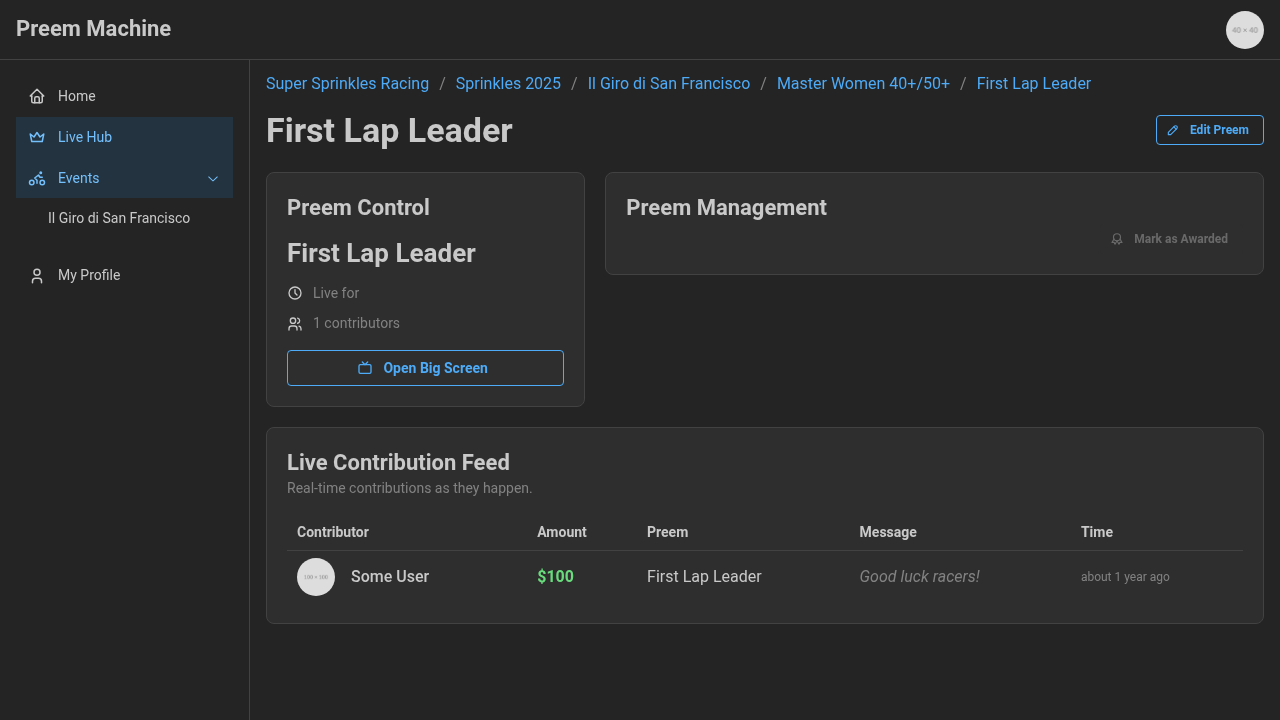 Preem Machine
40 × 40
Home
Live Hub
Events
Il Giro di San Francisco
My Profile
Super Sprinkles Racing / Sprinkles 2025 / Il Giro di San Francisco / Master Women 40+/50+ / First Lap Leader
First Lap Leader
Edit Preem
Preem Control
First Lap Leader
Live for
1 contributors
Open Big Screen
Preem Management
Mark as Awarded
Live Contribution Feed
Real-time contributions as they happen.
Contributor Amount Preem Message Time
100 × 100 Some User $100 First Lap Leader Good luck racers! about 1 year ago